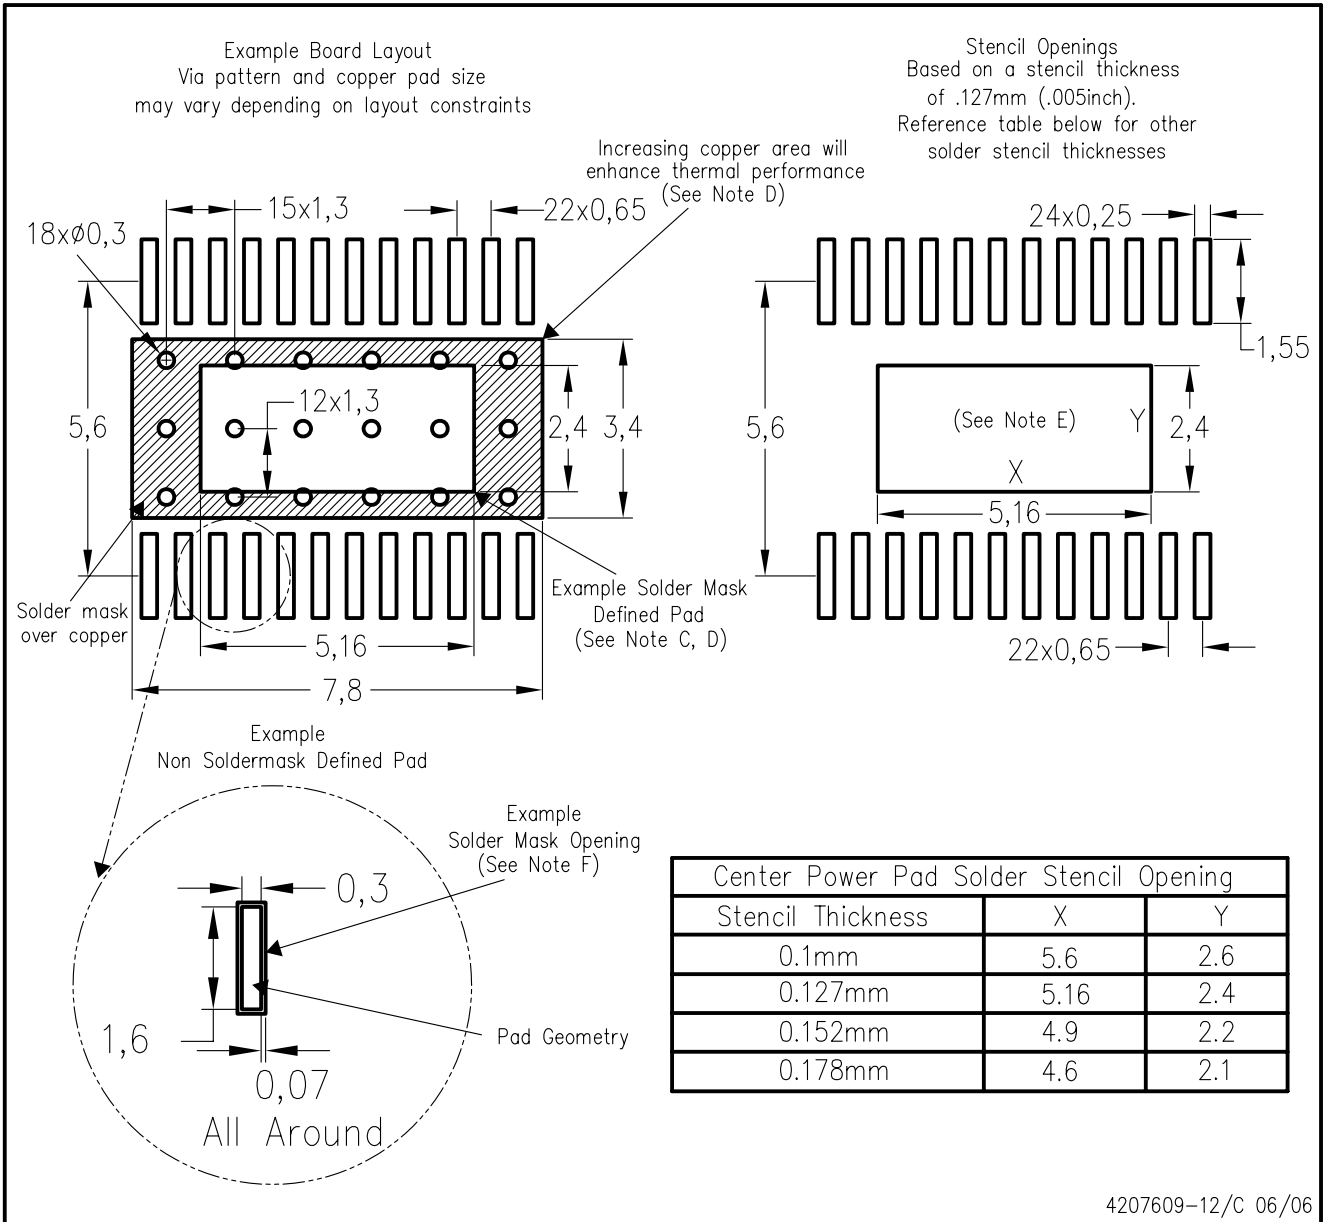 Example Board Layout
Via pattern and copper pad size
may vary depending on layout constraints
Stencil Openings
Based on a stencil thickness
of .127mm (.005inch).
Reference table below for other
solder stencil thicknesses
Increasing copper area will
enhance thermal performance
(See Note D)
15x1,3
22x0,65
18xø0,3
5,6
12x1,3
2,4
3,4
Solder mask
over copper
5,16
7,8
Example Solder Mask
Defined Pad
(See Note C, D)
24x0,25
1,55
5,6
(See Note E)
Y
X
2,4
5,16
22x0,65
Example
Non Soldermask Defined Pad
Example
Solder Mask Opening
(See Note F)
0,3
1,6
Pad Geometry
0,07
All Around
Center Power Pad Solder Stencil Opening
Stencil Thickness X Y
0.1mm 5.6 2.6
0.127mm 5.16 2.4
0.152mm 4.9 2.2
0.178mm 4.6 2.1
4207609-12/C 06/06